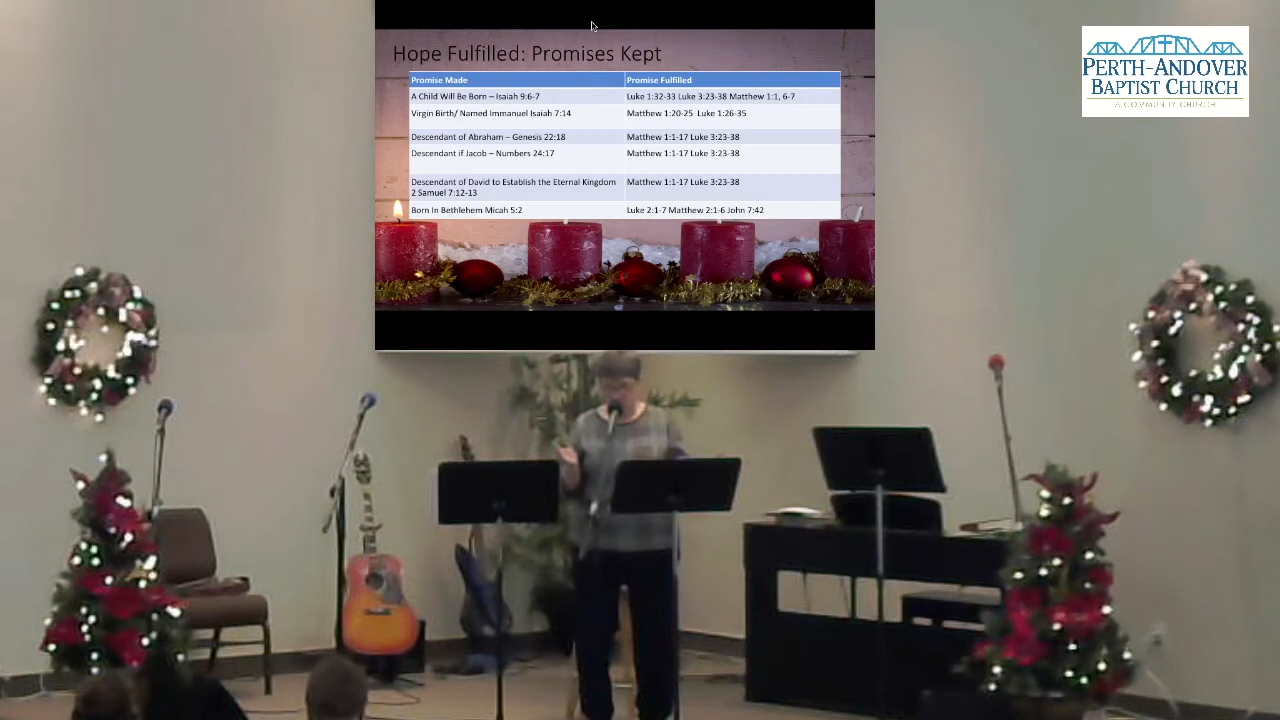 Hope Fulfilled: Promises Kept
Promise Made Promise Fulfilled
A Child Will Be Born – Isaiah 9:6-7 Luke 1:32-33 Luke 3:23-38 Matthew 1:1, 6-7
Virgin Birth/ Named Immanuel Isaiah 7:14 Matthew 1:20-25 Luke 1:26-35
Descendant of Abraham – Genesis 22:18 Matthew 1:1-17 Luke 3:23-38
Descendant if Jacob – Numbers 24:17 Matthew 1:1-17 Luke 3:23-38
Descendant of David to Establish the Eternal Kingdom Matthew 1:1-17 Luke 3:23-38
2 Samuel 7:12-13
Born In Bethlehem Micah 5:2 Luke 2:1-7 Matthew 2:1-6 John 7:42
PERTH-ANDOVER
BAPTIST CHURCH
A COMMUNITY CHURCH